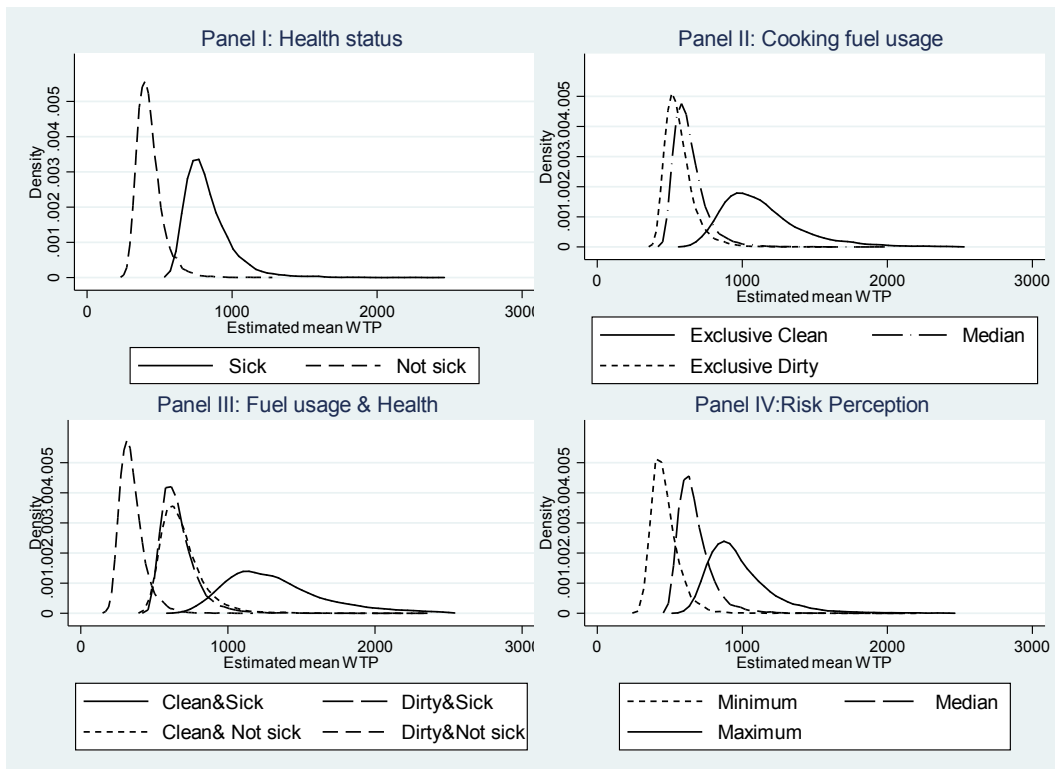 Panel I: Health status
Density
0 .001 .002 .003 .004 .005
0 1000 2000 3000
Estimated mean WTP
Sick Not sick
Panel II: Cooking fuel usage
Density
0 .001.002.003.004.005
0 1000 2000 3000
Estimated mean WTP
Exclusive Clean Median
Exclusive Dirty
Panel III: Fuel usage & Health
Density
0 .001.002.003.004.005
0 1000 2000 3000
Estimated mean WTP
Clean&Sick Dirty&Sick
Clean& Not sick Dirty&Not sick
Panel IV:Risk Perception
Density
0 .001.002.003.004.005
0 1000 2000 3000
Estimated mean WTP
Minimum Median
Maximum